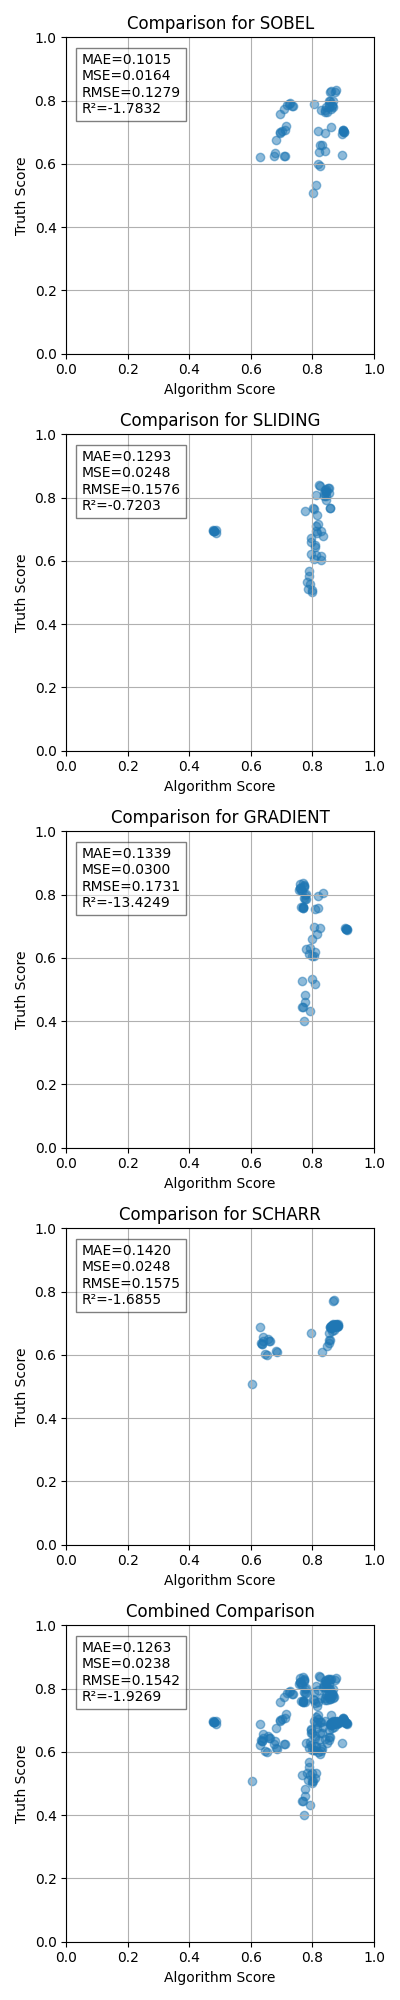 Comparison for SOBEL
MAE=0.1015
MSE=0.0164
RMSE=0.1279
R²=-1.7832
1.0
0.8
0.6
0.4
0.2
0.0
Truth Score
0.0 0.2 0.4 0.6 0.8 1.0
Algorithm Score
Comparison for SLIDING
MAE=0.1293
MSE=0.0248
RMSE=0.1576
R²=-0.7203
1.0
0.8
0.6
0.4
0.2
0.0
Truth Score
0.0 0.2 0.4 0.6 0.8 1.0
Algorithm Score
Comparison for GRADIENT
MAE=0.1339
MSE=0.0300
RMSE=0.1731
R²=-13.4249
1.0
0.8
0.6
0.4
0.2
0.0
Truth Score
0.0 0.2 0.4 0.6 0.8 1.0
Algorithm Score
Comparison for SCHARR
MAE=0.1420
MSE=0.0248
RMSE=0.1575
R²=-1.6855
1.0
0.8
0.6
0.4
0.2
0.0
Truth Score
0.0 0.2 0.4 0.6 0.8 1.0
Algorithm Score
Combined Comparison
MAE=0.1263
MSE=0.0238
RMSE=0.1542
R²=-1.9269
1.0
0.8
0.6
0.4
0.2
0.0
Truth Score
0.0 0.2 0.4 0.6 0.8 1.0
Algorithm Score